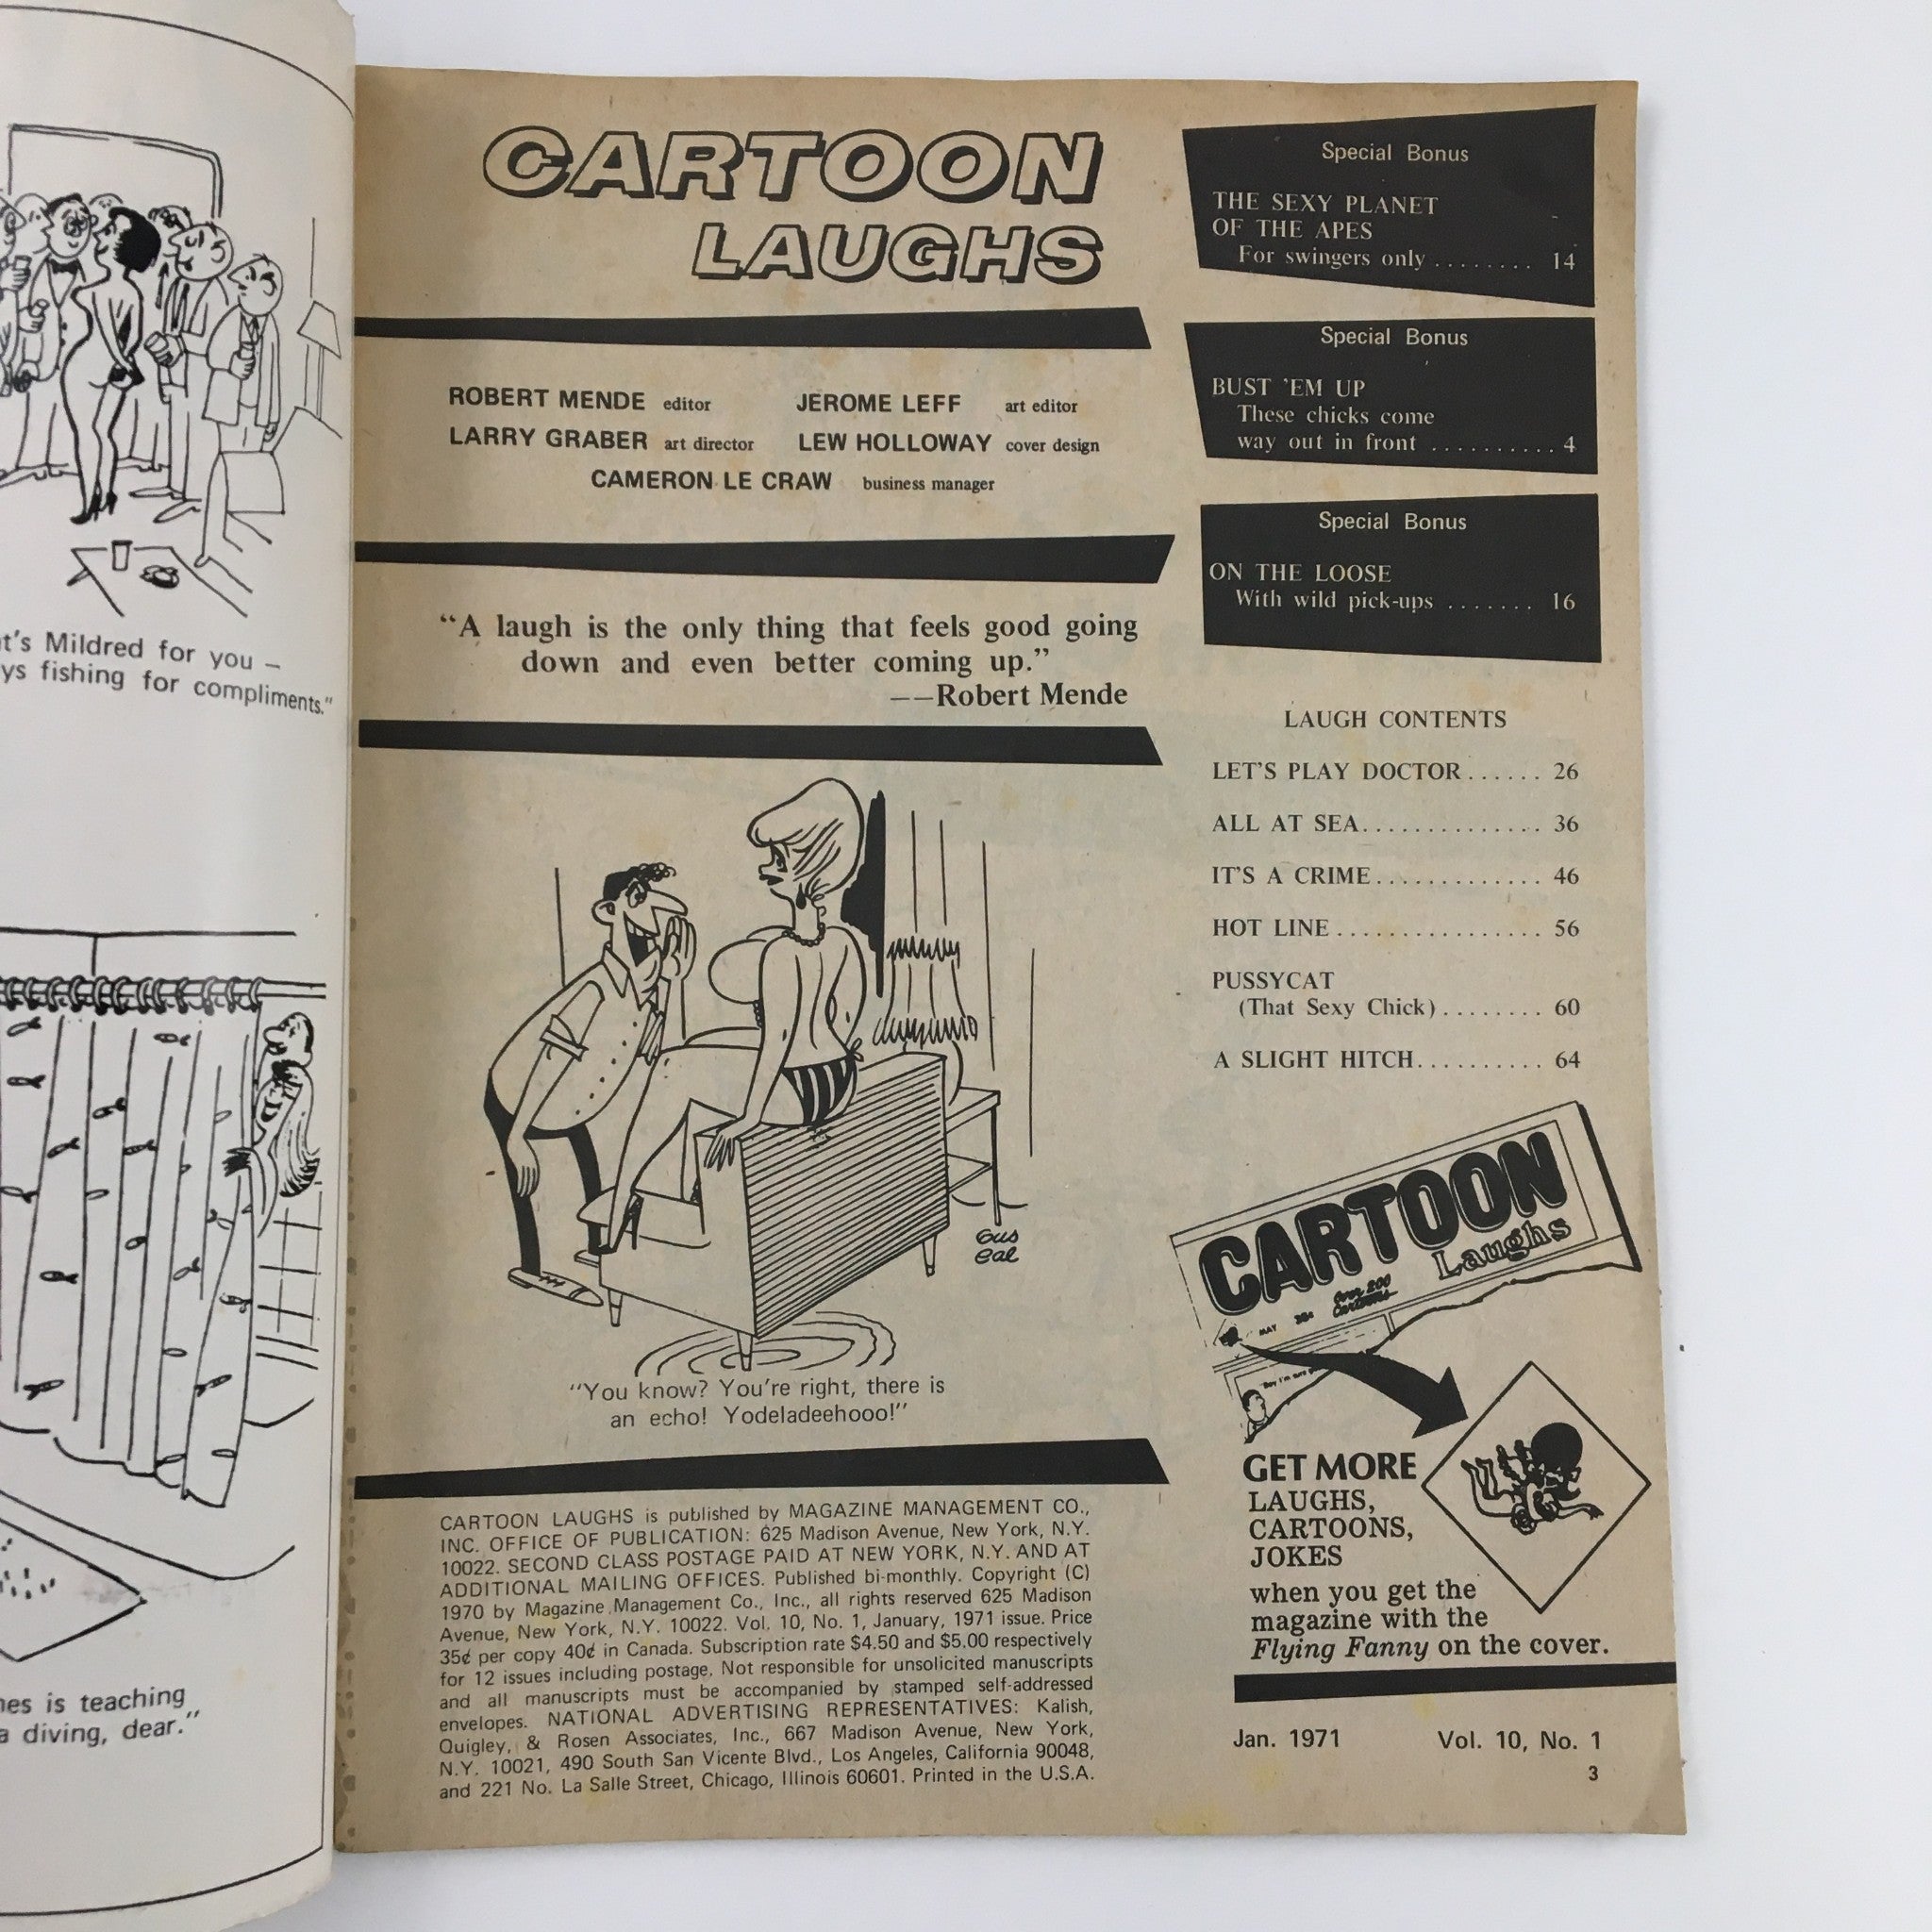 t's Mildred for you –
ys fishing for compliments."
nes is teaching
a diving, dear."
CARTOON
LAUGHS
ROBERT MENDE editor
JEROME LEFF art editor
LARRY GRABER art director
LEW HOLLOWAY cover design
CAMERON LE CRAW business manager
"A laugh is the only thing that feels good going
down and even better coming up."
––Robert Mende
Gus
Gal
"You know? You're right, there is
an echo! Yodeladeehooo!"
CARTOON LAUGHS is published by MAGAZINE MANAGEMENT CO.,
INC. OFFICE OF PUBLICATION: 625 Madison Avenue, New York, N.Y.
10022. SECOND CLASS POSTAGE PAID AT NEW YORK, N.Y. AND AT
ADDITIONAL MAILING OFFICES. Published bi-monthly. Copyright (C)
1970 by Magazine Management Co., Inc., all rights reserved 625 Madison
Avenue, New York, N.Y. 10022. Vol. 10, No. 1, January, 1971 issue. Price
35¢ per copy 40¢ in Canada. Subscription rate $4.50 and $5.00 respectively
for 12 issues including postage. Not responsible for unsolicited manuscripts
and all manuscripts must be accompanied by stamped self-addressed
envelopes. NATIONAL ADVERTISING REPRESENTATIVES: Kalish,
Quigley, & Rosen Associates, Inc., 667 Madison Avenue, New York,
N.Y. 10021, 490 South San Vicente Blvd., Los Angeles, California 90048,
and 221 No. La Salle Street, Chicago, Illinois 60601. Printed in the U.S.A.
Special Bonus
THE SEXY PLANET
OF THE APES
For swingers only ........ 14
Special Bonus
BUST 'EM UP
These chicks come
way out in front .......... 4
Special Bonus
ON THE LOOSE
With wild pick-ups ....... 16
LAUGH CONTENTS
LET'S PLAY DOCTOR...... 26
ALL AT SEA.............. 36
IT'S A CRIME............. 46
HOT LINE................ 56
PUSSYCAT
(That Sexy Chick)........ 60
A SLIGHT HITCH.......... 64
CARTOON
Laughs
Over 200
Cartoons
MAY 35¢
GET MORE
LAUGHS,
CARTOONS,
JOKES
when you get the
magazine with the
Flying Fanny on the cover.
Jan. 1971 Vol. 10, No. 1
3